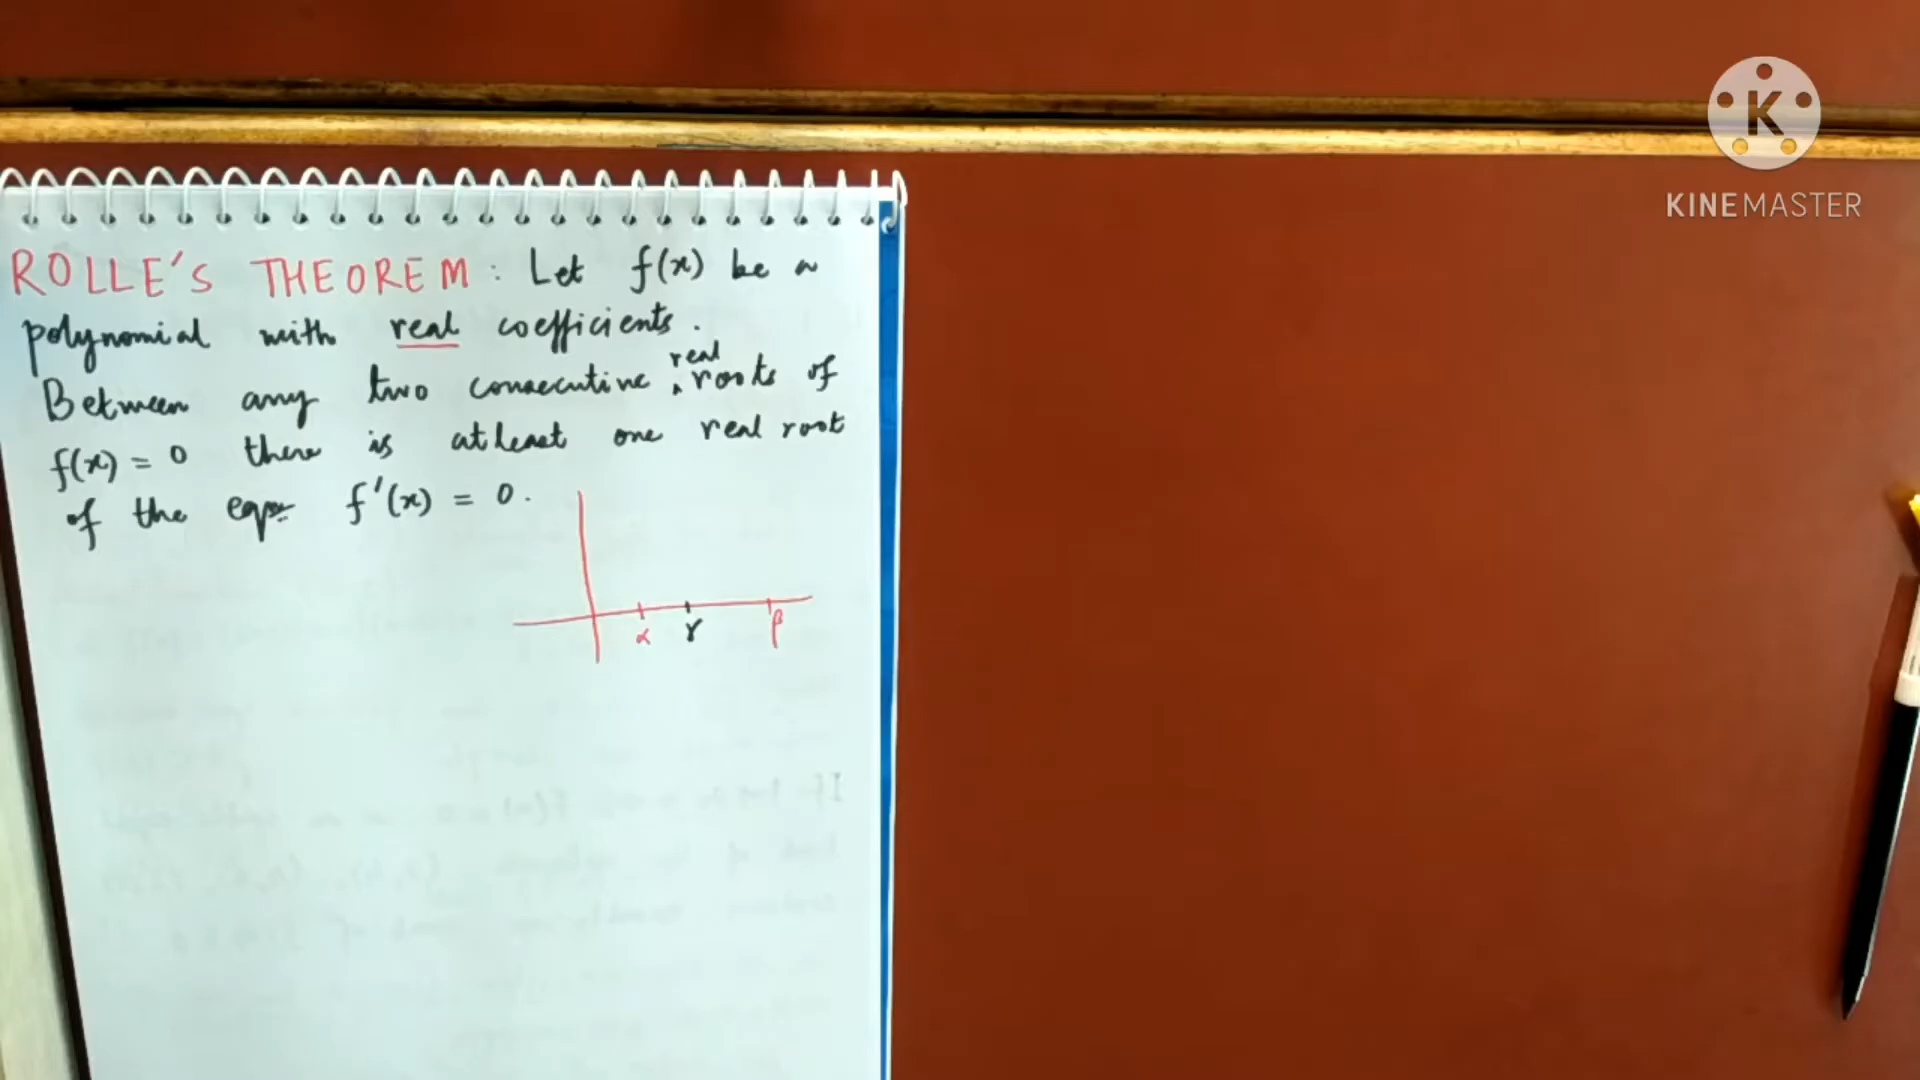 K
KINEMASTER
ROLLE'S THEOREM : Let f(x) be a
polynomial with real coefficients.
real
Between any two consecutive ‸ roots of
f(x) = 0 there is atleast one real root
of the eqn f'(x) = 0.
α γ β